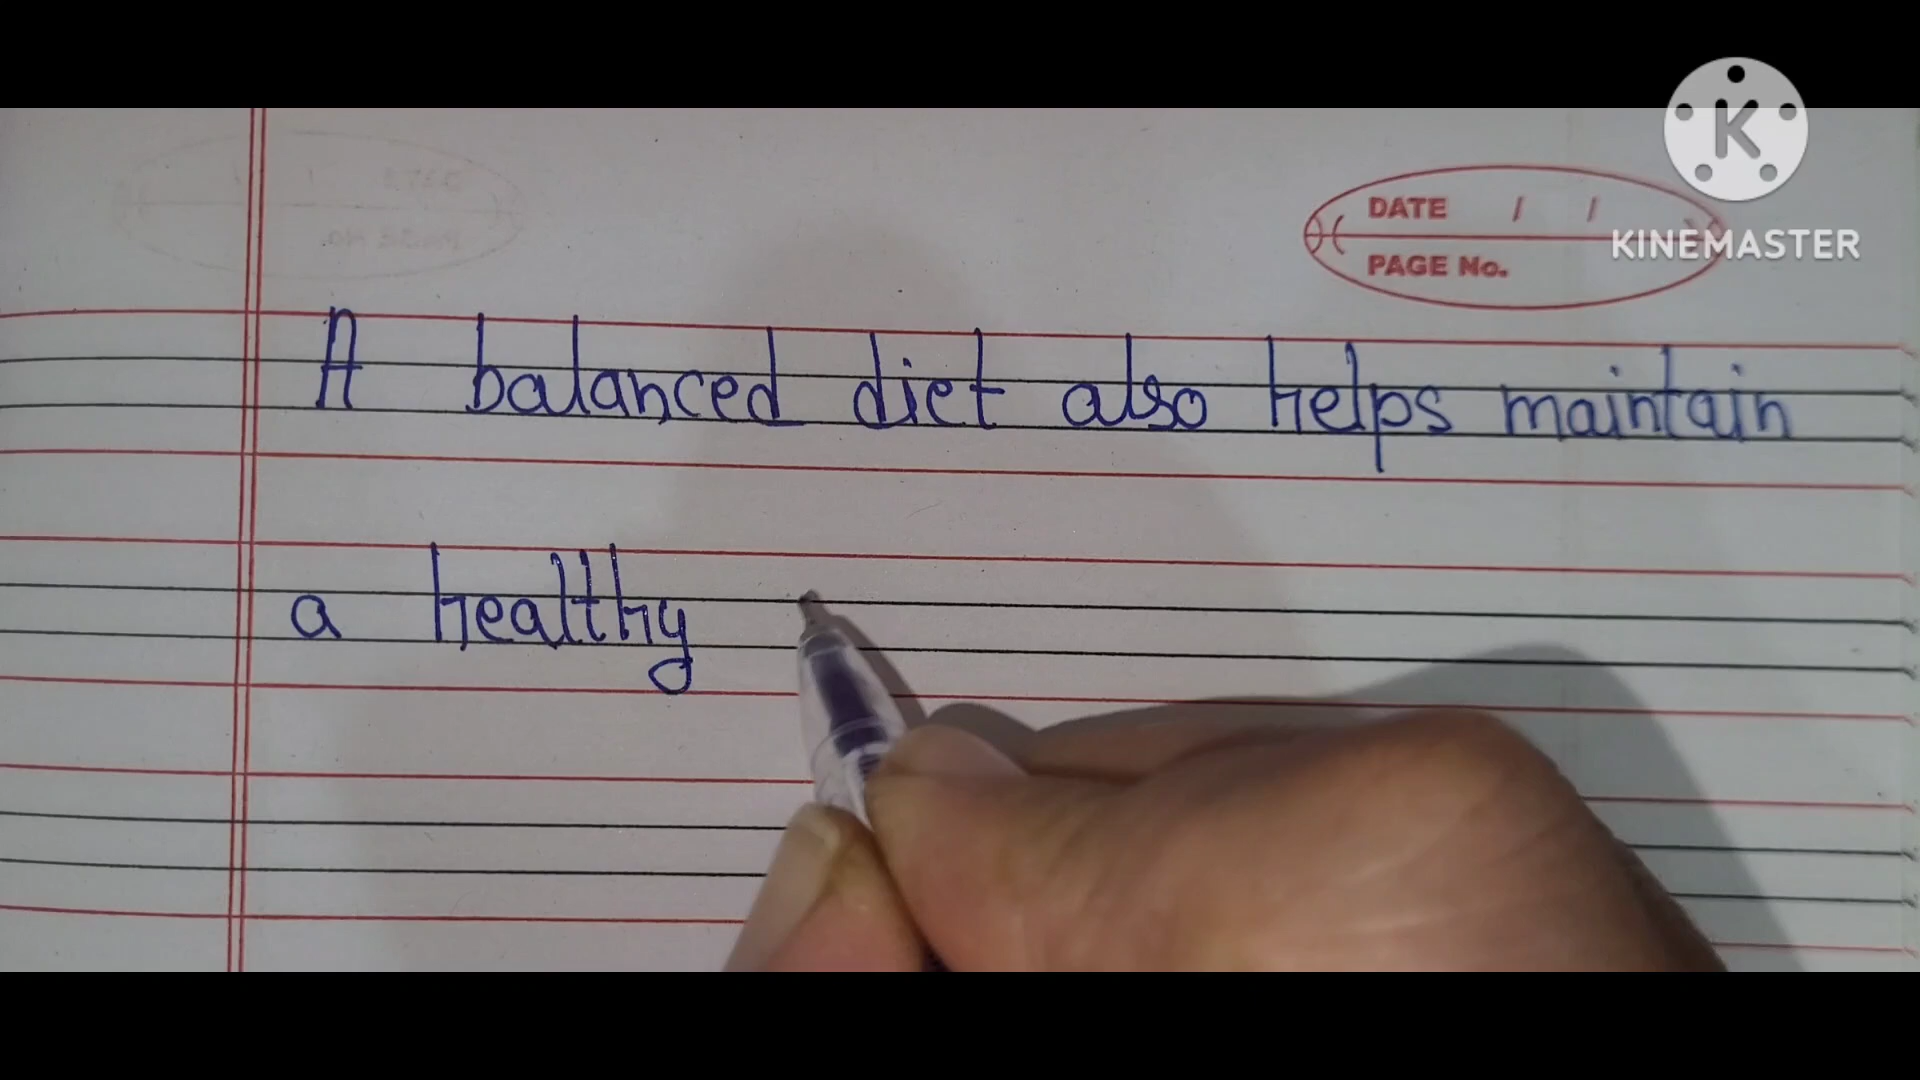 DATE / /
PAGE No.
KINEMASTER
A balanced diet also helps maintain
a healthy